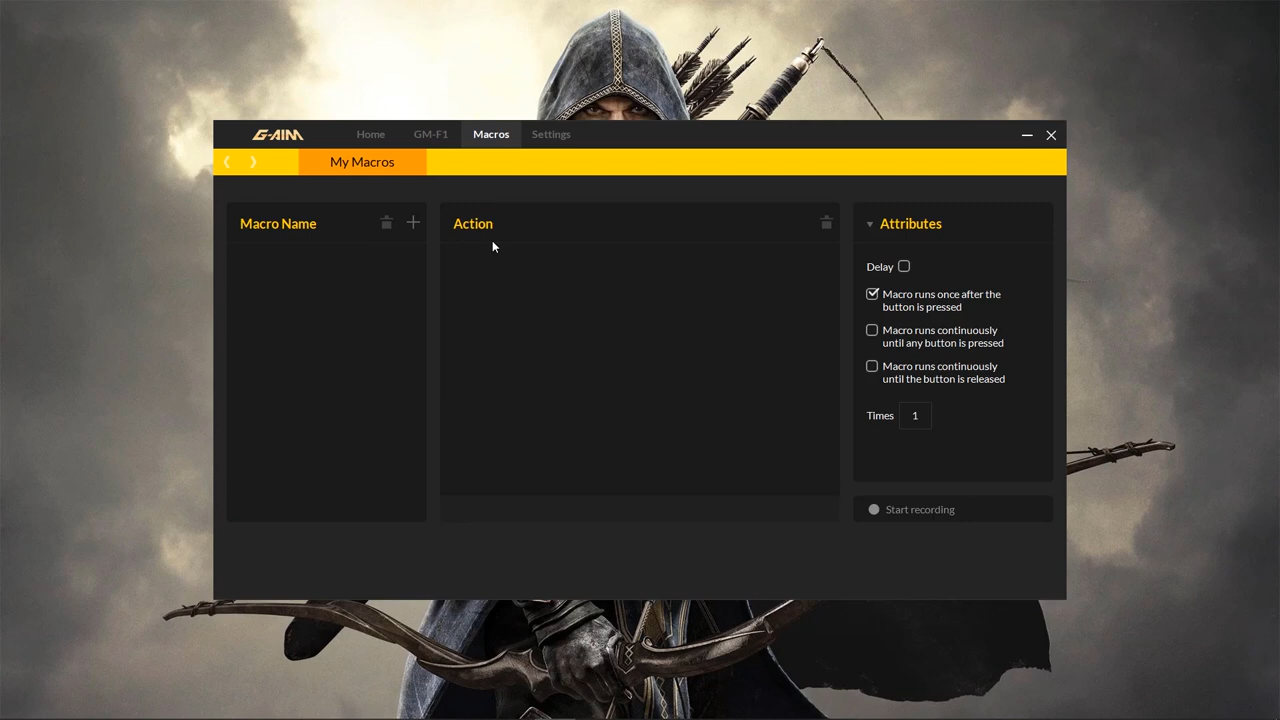 G-AIM Home GM-F1 Macros Settings
My Macros
Macro Name
Action
Attributes
Delay
Macro runs once after the
button is pressed
Macro runs continuously
until any button is pressed
Macro runs continuously
until the button is released
Times 1
Start recording